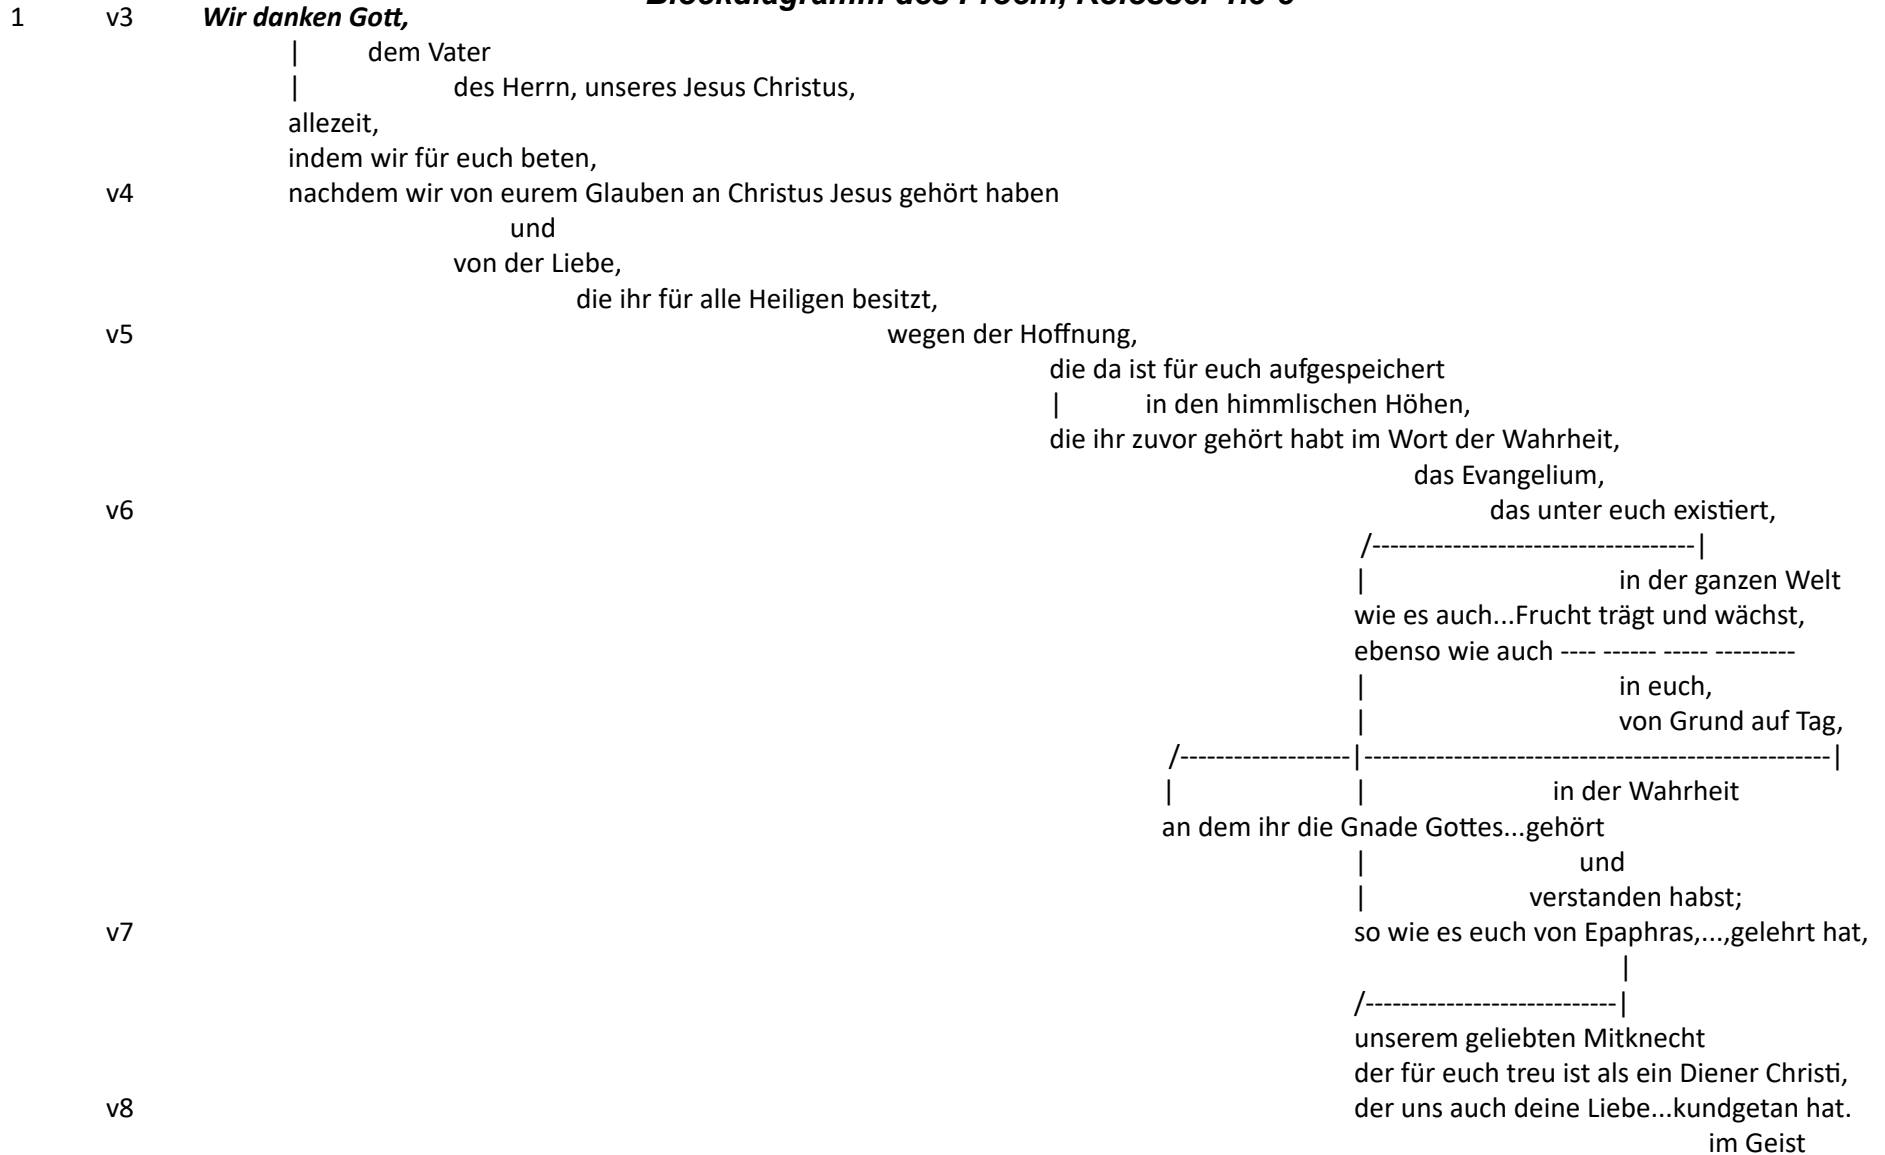 1 v3 Wir danken Gott,
| dem Vater
| des Herrn, unseres Jesus Christus,
allezeit,
indem wir für euch beten,
v4 nachdem wir von eurem Glauben an Christus Jesus gehört haben
und
von der Liebe,
die ihr für alle Heiligen besitzt,
v5 wegen der Hoffnung,
die da ist für euch aufgespeichert
| in den himmlischen Höhen,
die ihr zuvor gehört habt im Wort der Wahrheit,
das Evangelium,
v6 das unter euch existiert,
/------------------------------------|
| in der ganzen Welt
wie es auch...Frucht trägt und wächst,
ebenso wie auch ---- ------ ----- ---------
| in euch,
| von Grund auf Tag,
/-------------------|----------------------------------------------------|
| | in der Wahrheit
an dem ihr die Gnade Gottes...gehört
| und
| verstanden habst;
v7 so wie es euch von Epaphras,...,gelehrt hat,
|
/----------------------------|
unserem geliebten Mitknecht
der für euch treu ist als ein Diener Christi,
v8 der uns auch deine Liebe...kundgetan hat.
im Geist